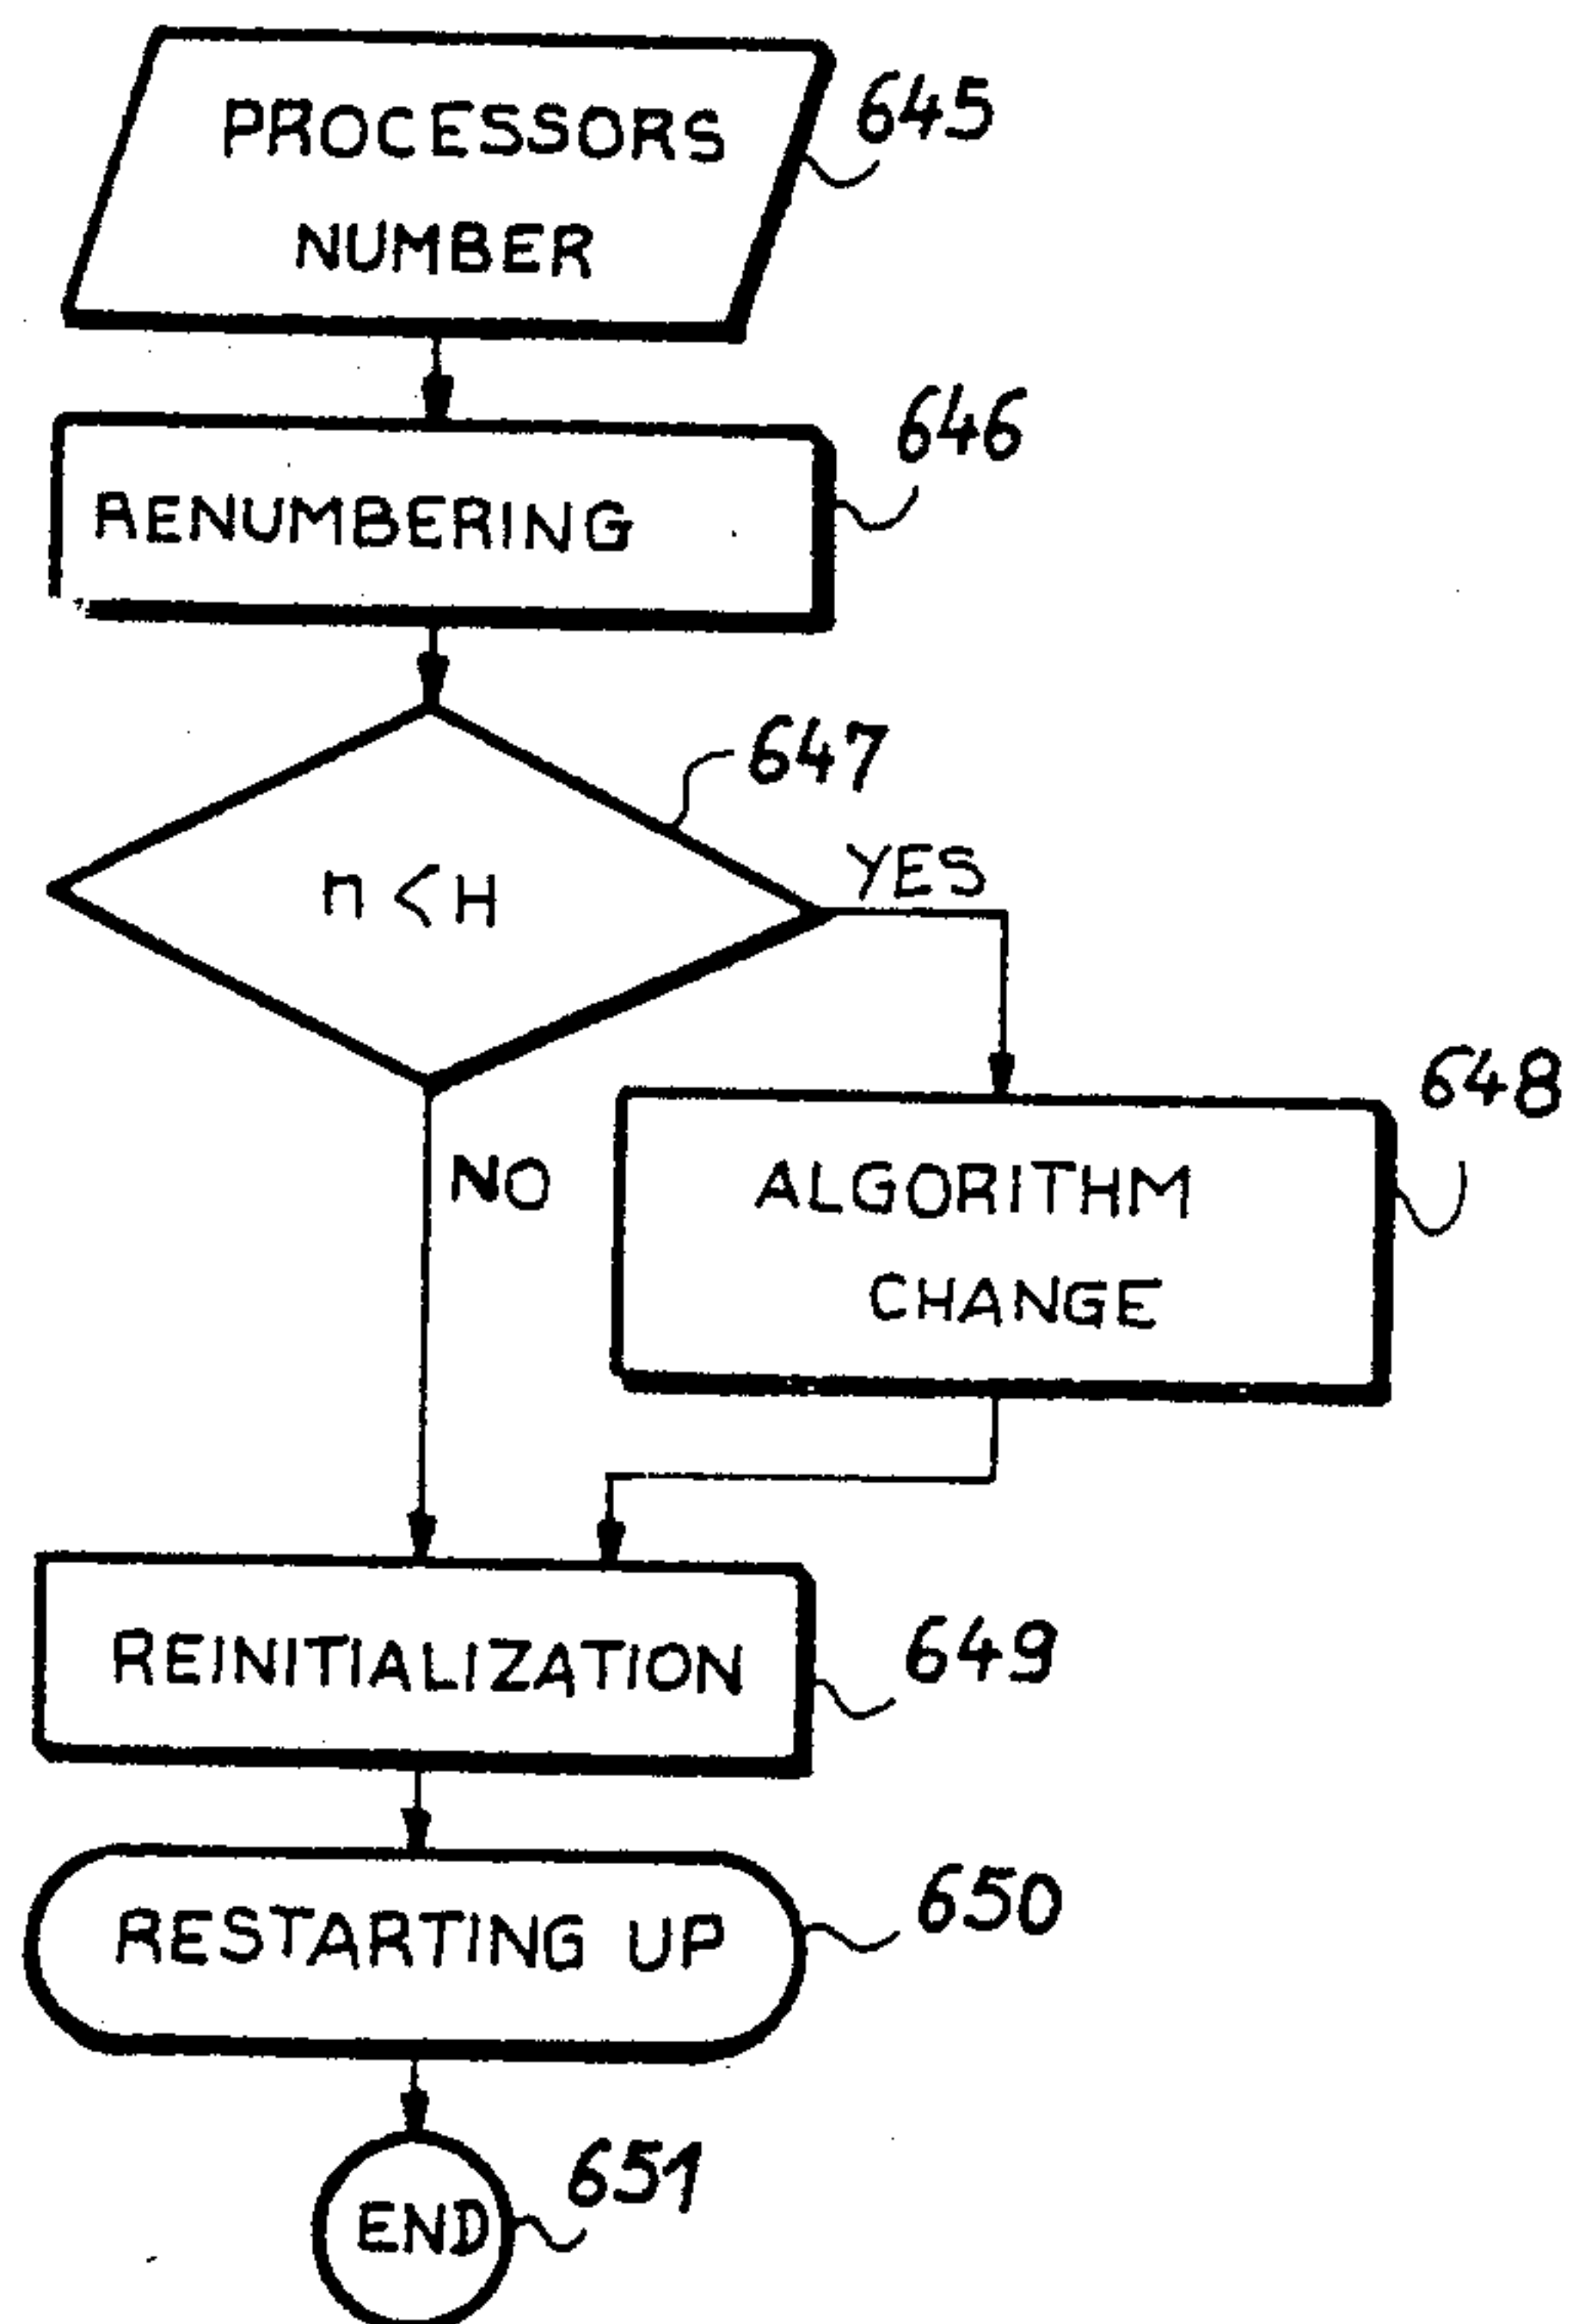 PROCESSORS
NUMBER
645
RENUMBERING
646
n < H
647
YES
NO
ALGORITHM
CHANGE
648
REINITIALIZATION
649
RESTARTING UP
650
END
651